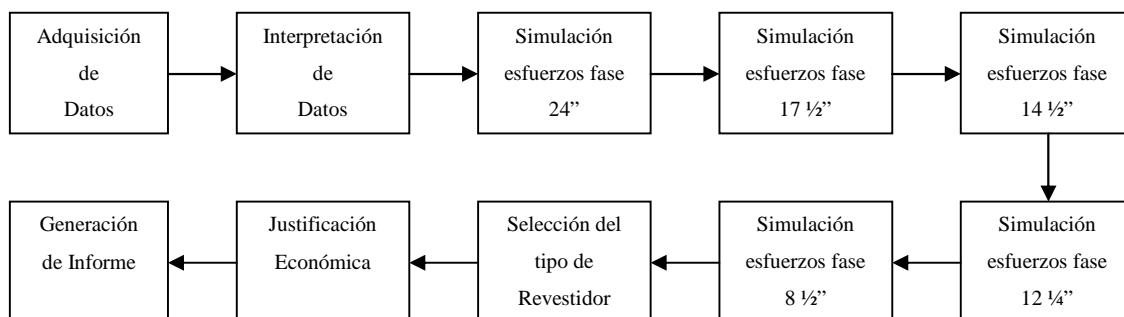 Adquisición
de
Datos
Interpretación
de
Datos
Simulación
esfuerzos fase
24”
Simulación
esfuerzos fase
17 ½”
Simulación
esfuerzos fase
14 ½”
Simulación
esfuerzos fase
12 ¼”
Simulación
esfuerzos fase
8 ½”
Selección del
tipo de
Revestidor
Justificación
Económica
Generación
de Informe